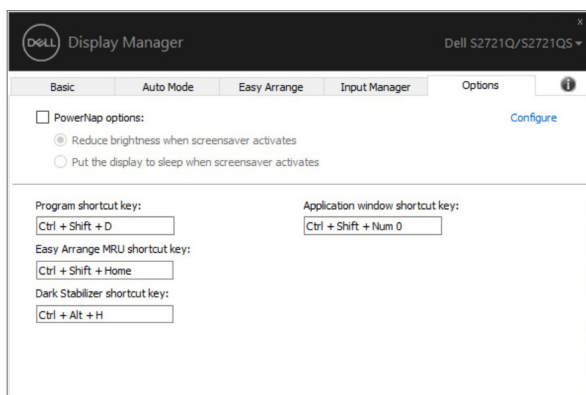 x
DELL Display Manager
Dell S2721Q/S2721QS
Basic
Auto Mode
Easy Arrange
Input Manager
Options
PowerNap options:
Configure
Reduce brightness when screensaver activates
Put the display to sleep when screensaver activates
Program shortcut key:
Application window shortcut key:
Ctrl + Shift + D
Ctrl + Shift + Num 0
Easy Arrange MRU shortcut key:
Ctrl + Shift + Home
Dark Stabilizer shortcut key:
Ctrl + Alt + H